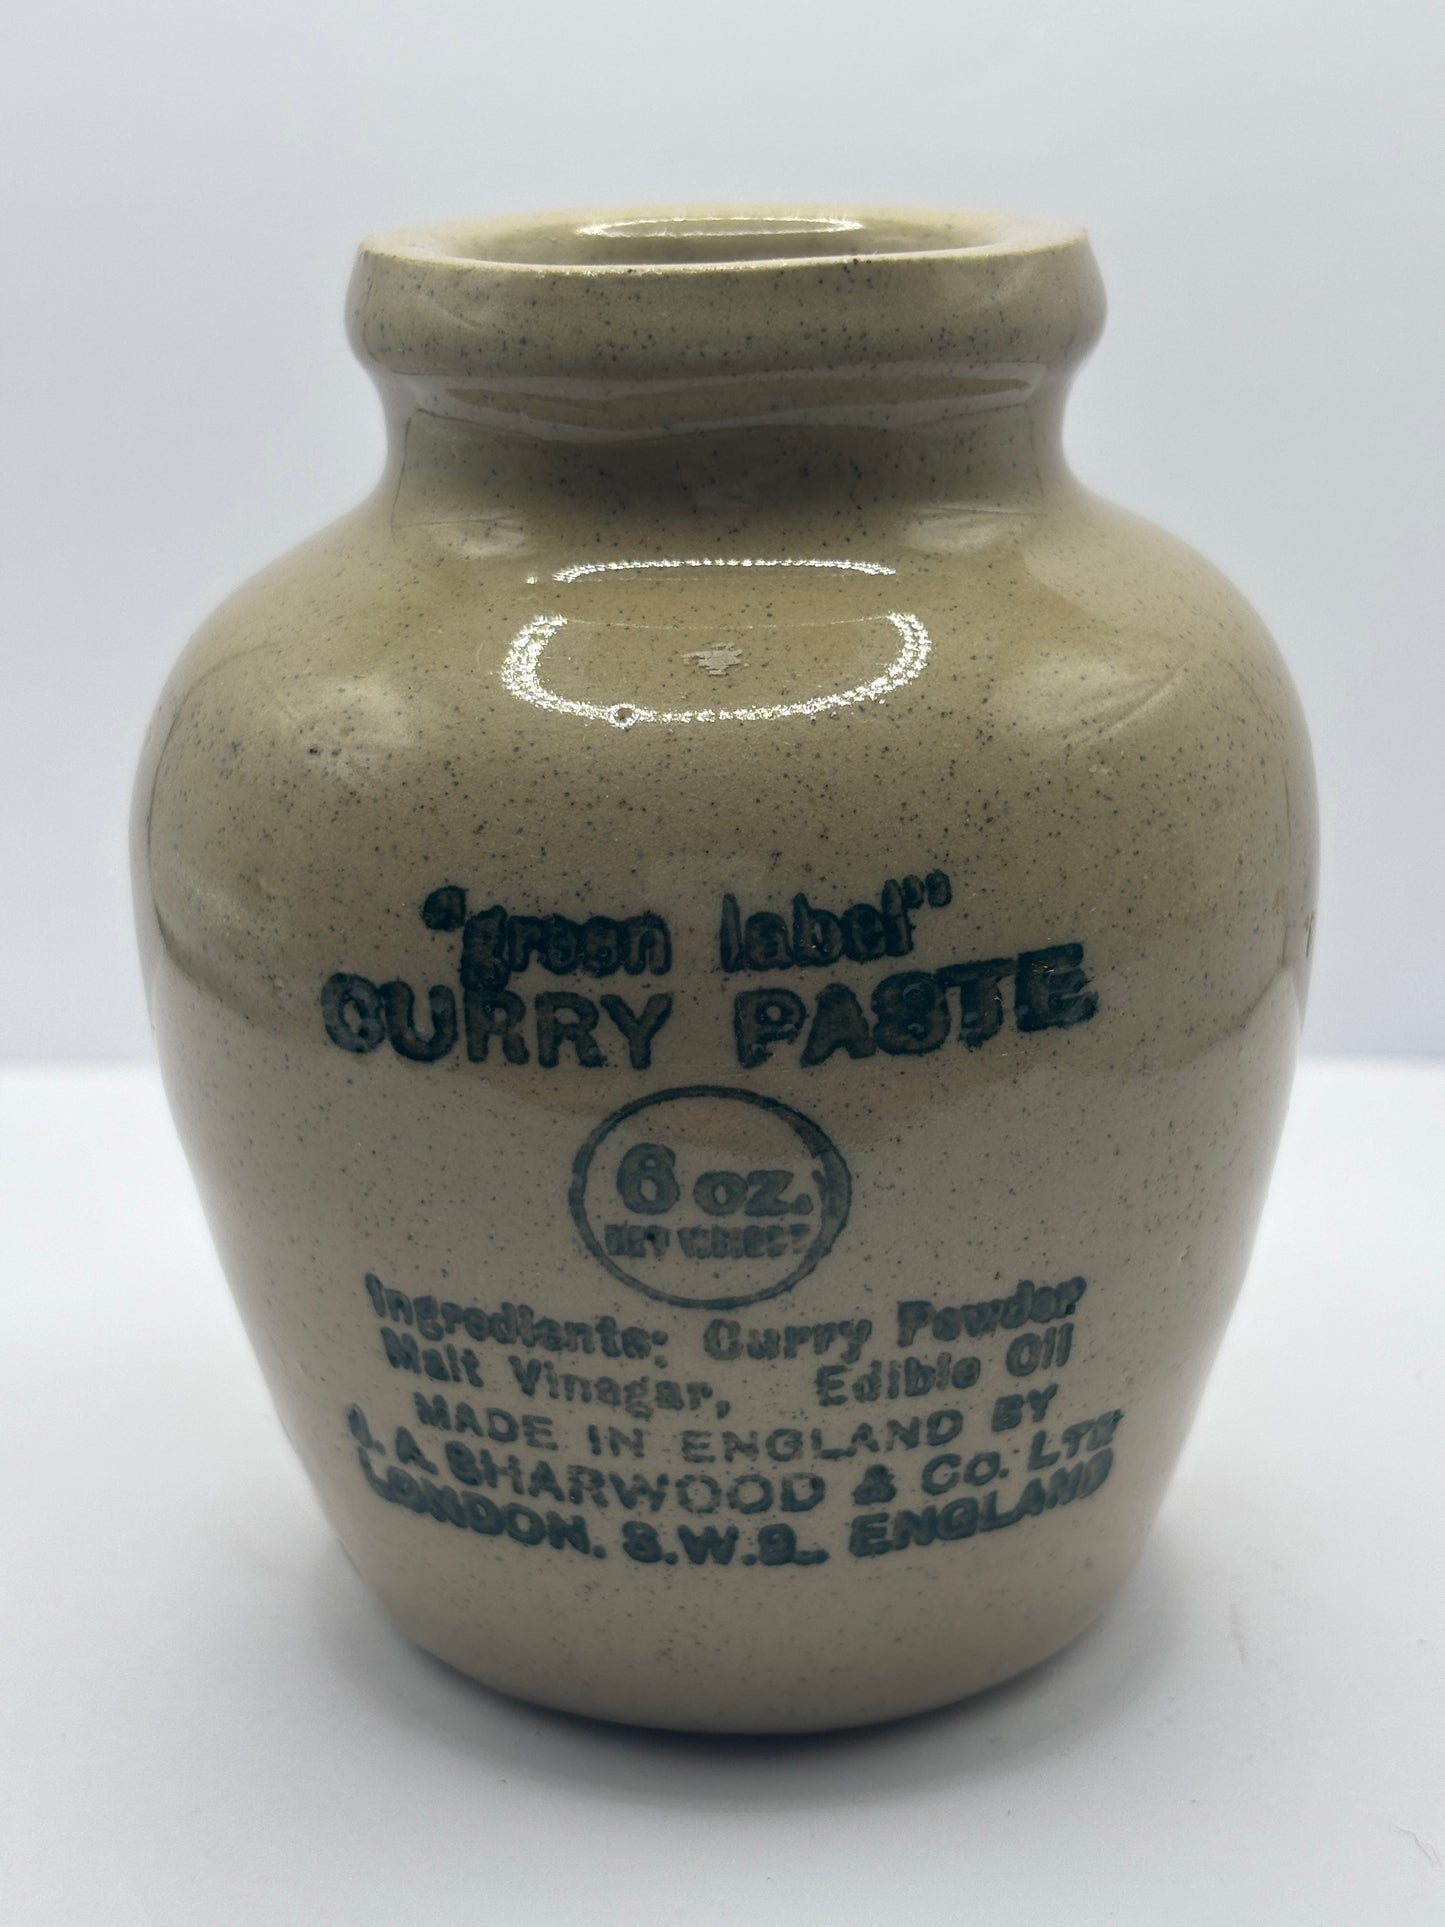 "green label"
CURRY PASTE
6 oz.
NET WEIGHT
Ingredients: Curry Powder
Malt Vinegar, Edible Oil
MADE IN ENGLAND BY
J. A. SHARWOOD & CO. LTD
LONDON. S.W.9. ENGLAND